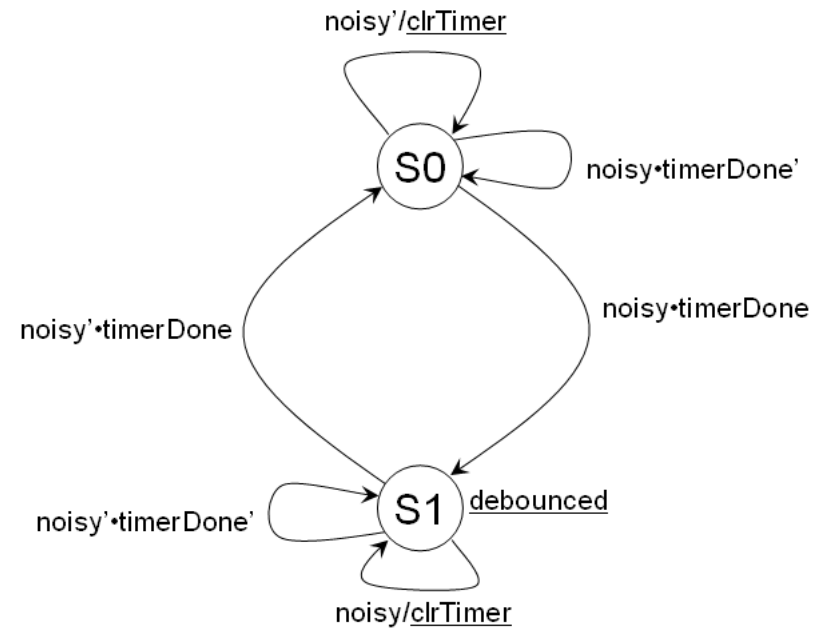 noisy’/clrTimer
S0
noisy•timerDone’
noisy•timerDone
noisy’•timerDone
S1
debounced
noisy’•timerDone’
noisy/clrTimer